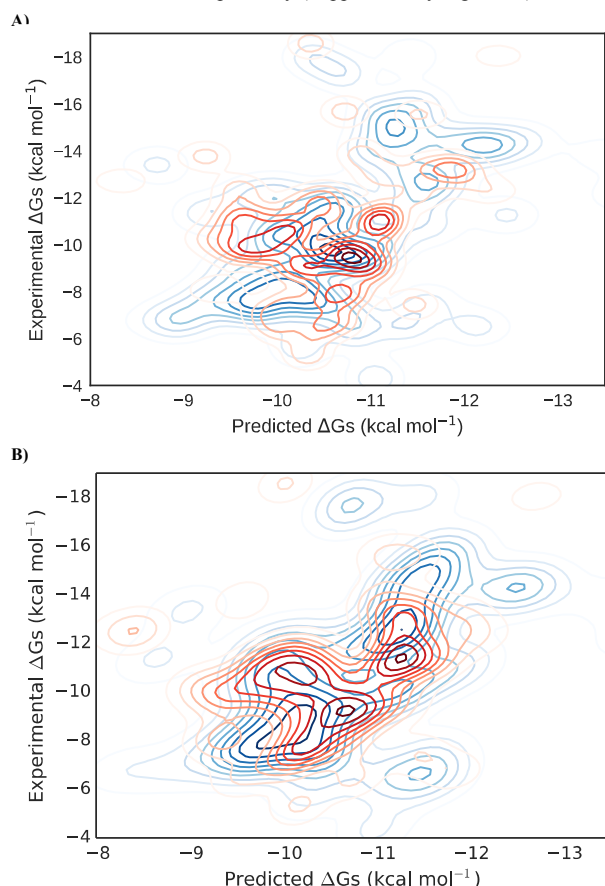 A)
−18
−16
−14
−12
−10
−8
−6
−4
Experimental ΔGs (kcal mol⁻¹)
−8 −9 −10 −11 −12 −13
Predicted ΔGs (kcal mol⁻¹)
B)
−18
−16
−14
−12
−10
−8
−6
−4
Experimental ΔGs (kcal mol⁻¹)
−8 −9 −10 −11 −12 −13
Predicted ΔGs (kcal mol⁻¹)